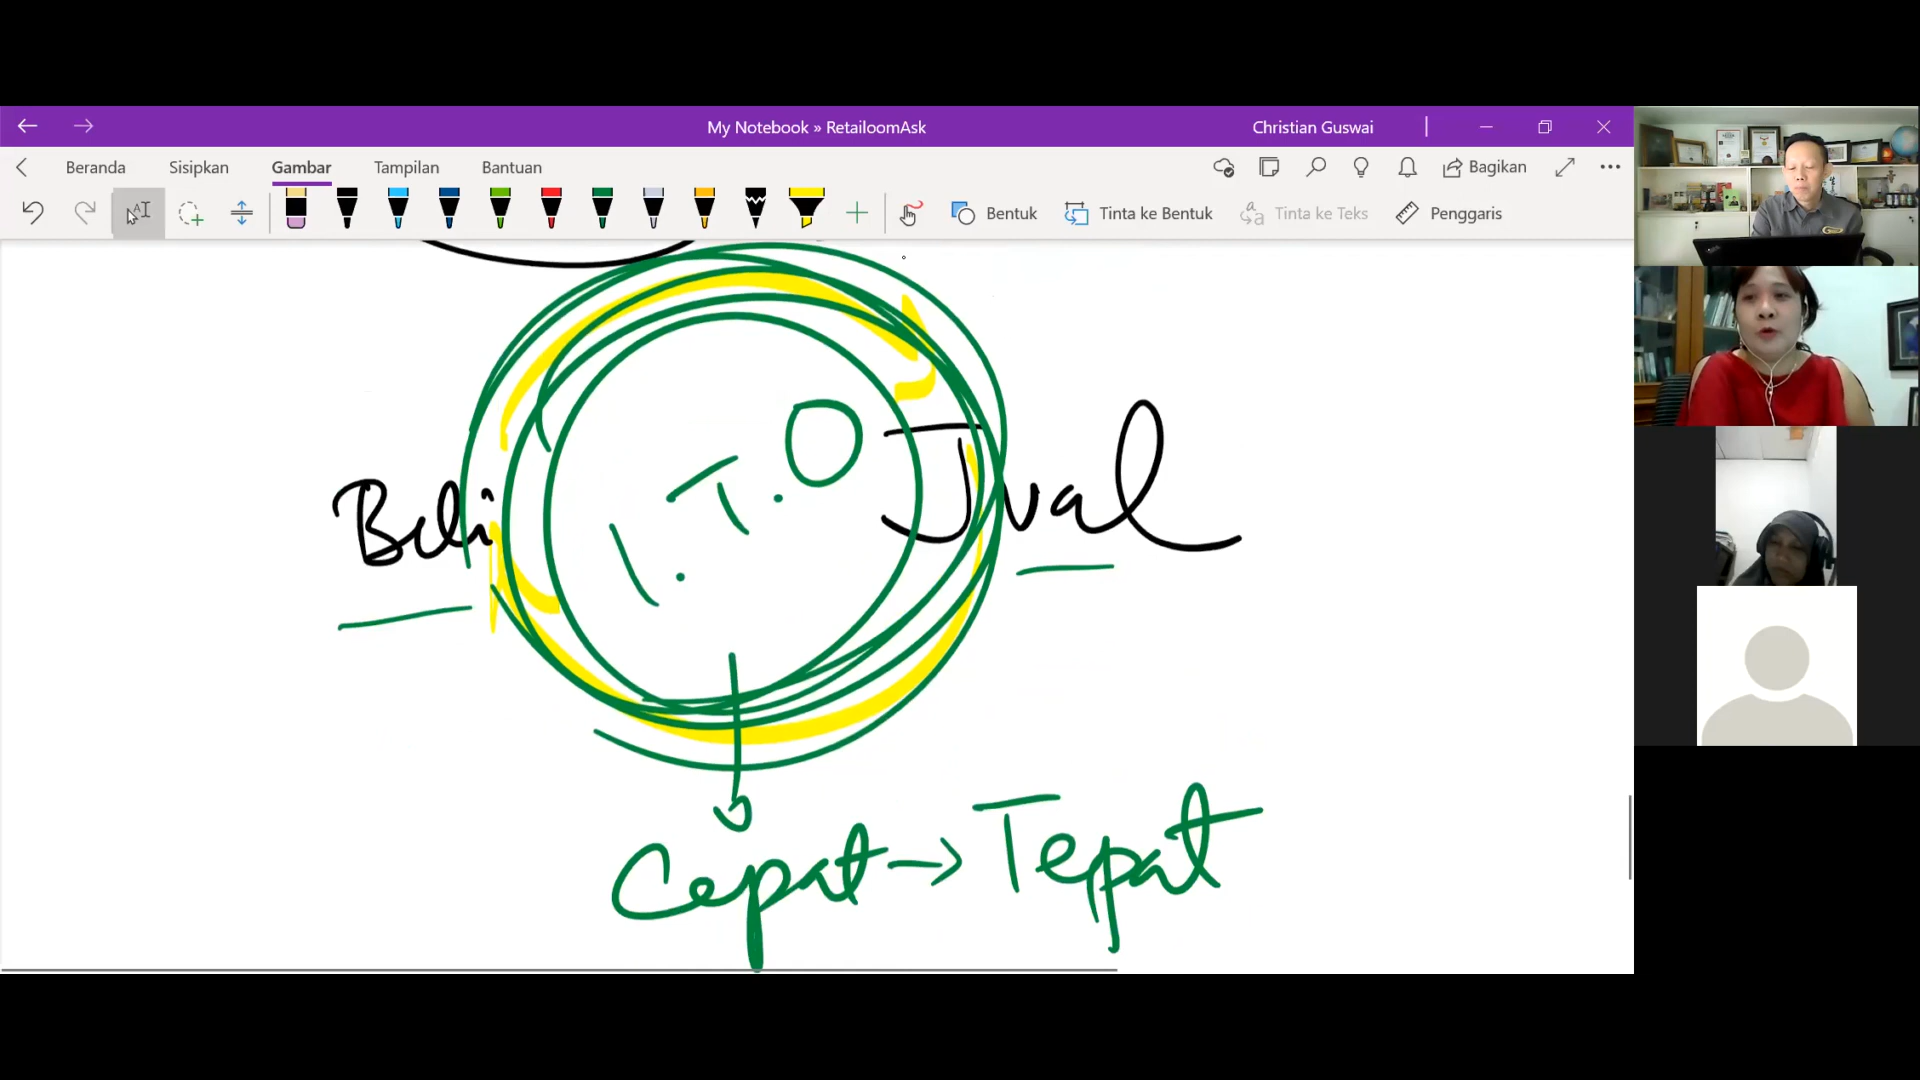 My Notebook » RetailoomAsk
Christian Guswai
Beranda Sisipkan Gambar Tampilan Bantuan Bagikan
Bentuk Tinta ke Bentuk Tinta ke Teks Penggaris
I.T.O
Beli Jual
Cepat → Tepat